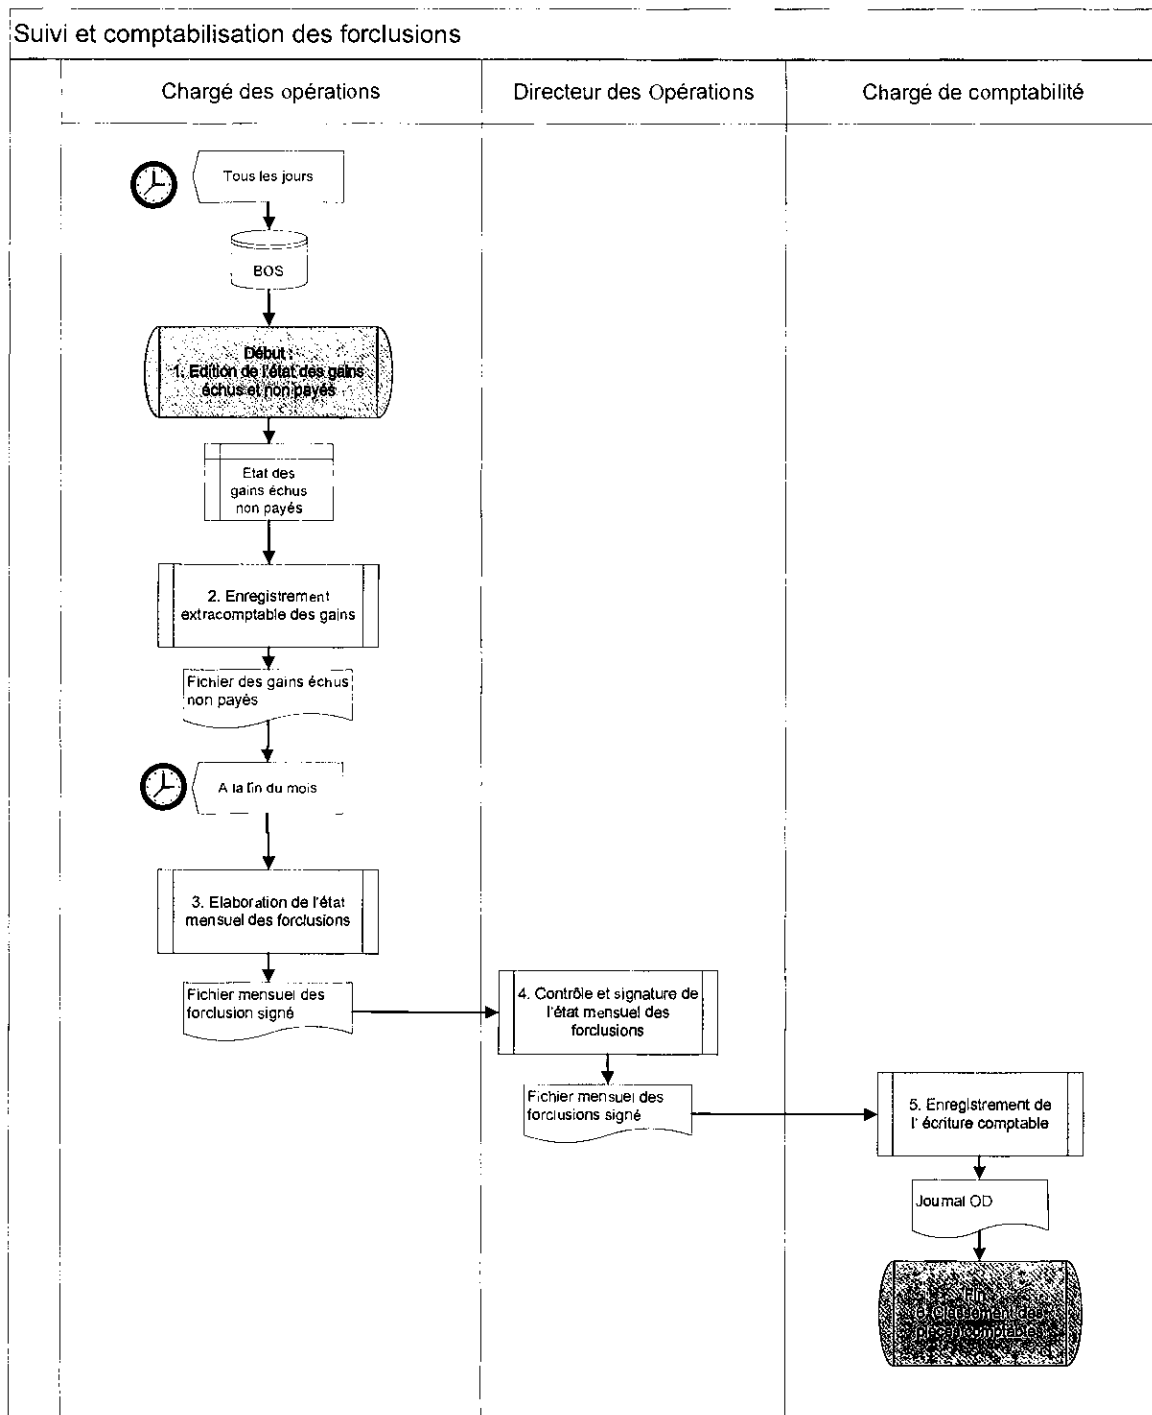 Suivi et comptabilisation des forclusions
Chargé des opérations
Directeur des Opérations
Chargé de comptabilité
Tous les jours
BOS
Début :
1. Edition de l'état des gains
échus et non payés
Etat des
gains échus
non payés
2. Enregistrement
extracomptable des gains
Fichier des gains échus
non payés
A la fin du mois
3. Elaboration de l'état
mensuel des forclusions
Fichier mensuel des
forclusion signé
4. Contrôle et signature de
l'état mensuel des
forclusions
Fichier mensuel des
forclusions signé
5. Enregistrement de
l' écriture comptable
Journal OD
Fin :
6. Classement des
pièces comptables